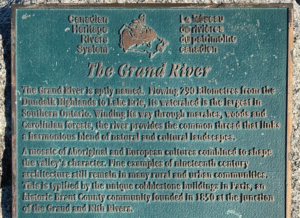 Canadian
Heritage
Rivers
System
Le Réseau
de rivières
du patrimoine
canadien
The Grand River
The Grand River is aptly named. Flowing 290 kilometres from the
Dundalk Highlands to Lake Erie, its watershed is the largest in
Southern Ontario. Winding its way through marshes, woods and
Carolinian forests, the river provides the common thread that links
a harmonious blend of natural and cultural landscapes.
A mosaic of Aboriginal and European cultures combined to shape
the valley's character. Fine examples of nineteenth century
architecture still remain in many rural and urban communities.
This is typified by the unique cobblestone buildings in Paris, an
historic Brant County community founded in 1850 at the junction
of the Grand and Nith Rivers.